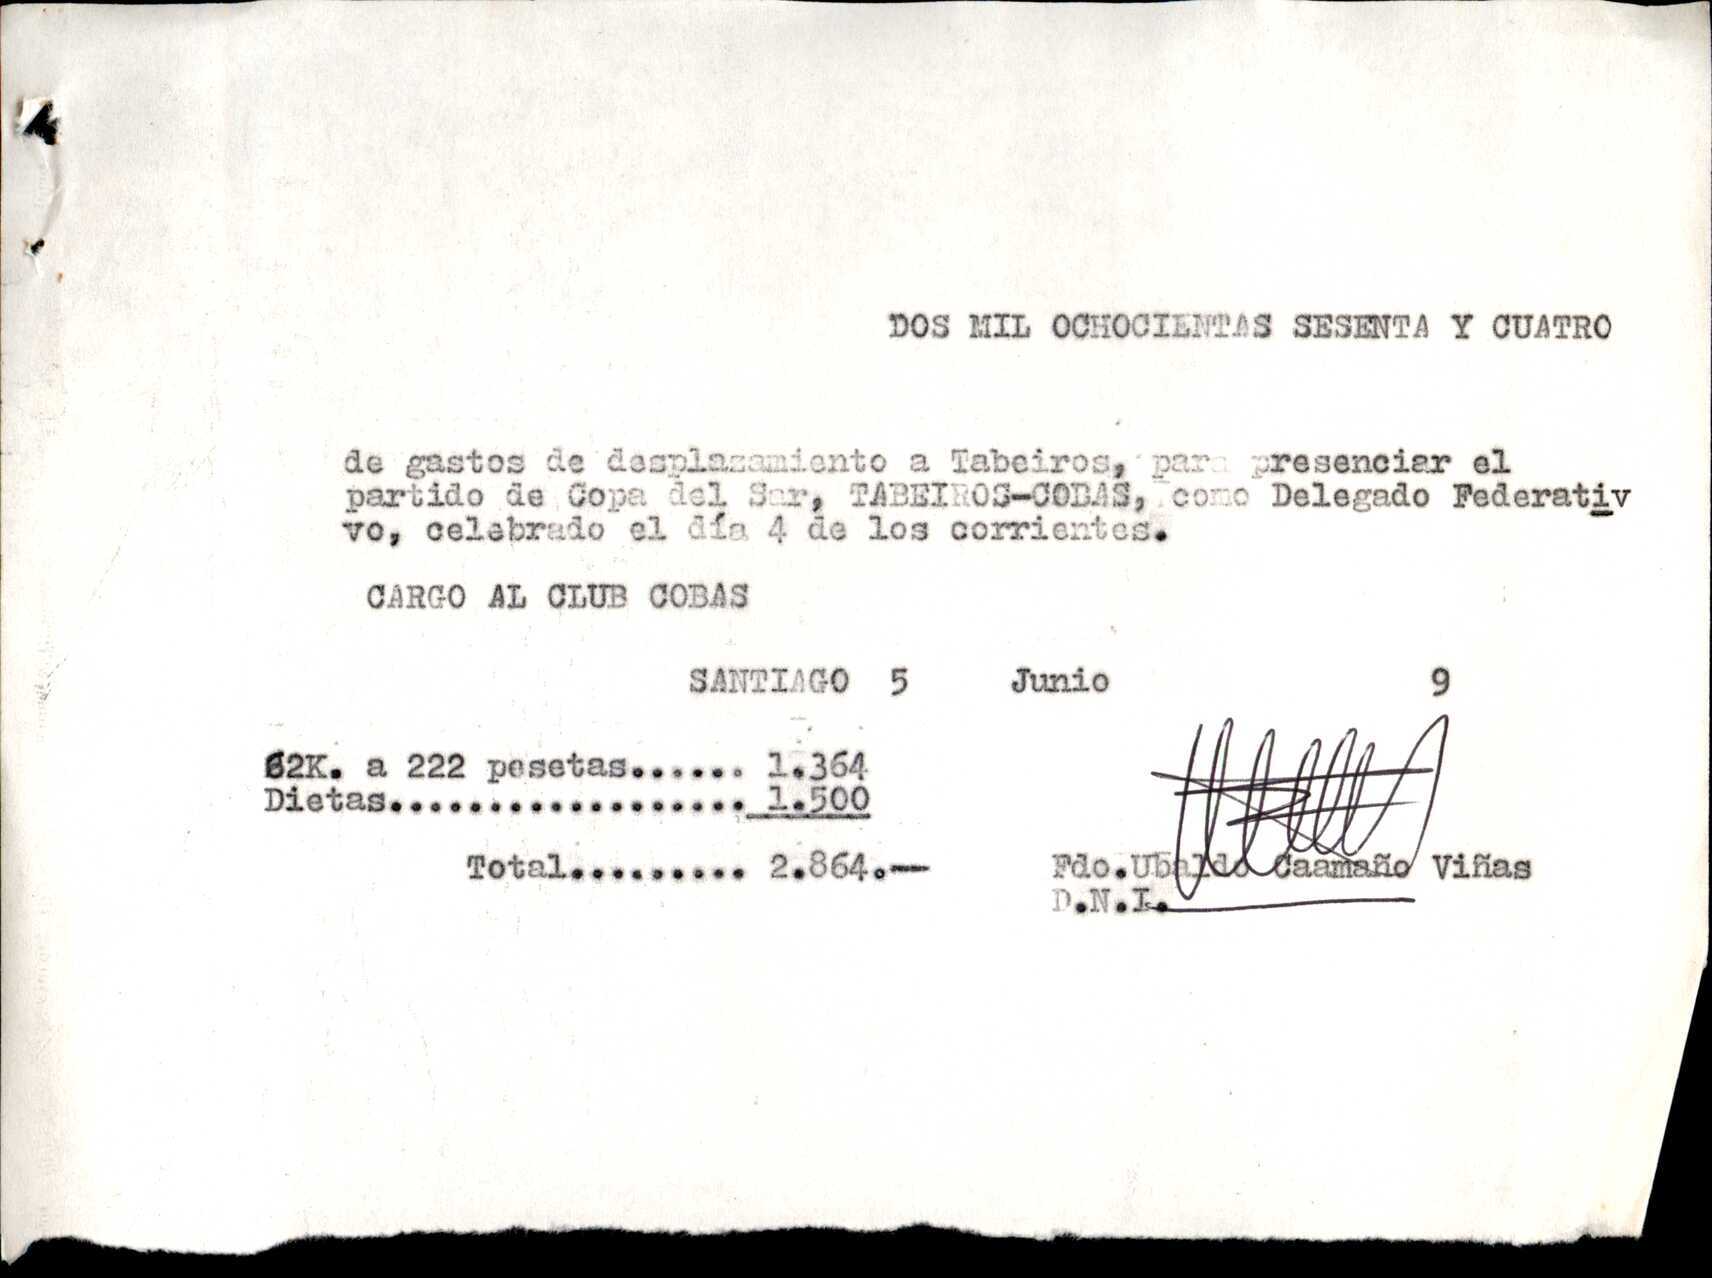 DOS MIL OCHOCIENTAS SESENTA Y CUATRO
de gastos de desplazamiento a Tabeiros, para presenciar el
partido de Copa del Sar, TABEIROS-COBAS, como Delegado Federativ
vo, celebrado el día 4 de los corrientes.
CARGO AL CLUB COBAS
SANTIAGO 5 Junio 9
62K. a 222 pesetas...... 1.364
Dietas.................. 1.500
Total......... 2.864.--
Fdo.Ubaldo Caamaño Viñas
D.N.I.